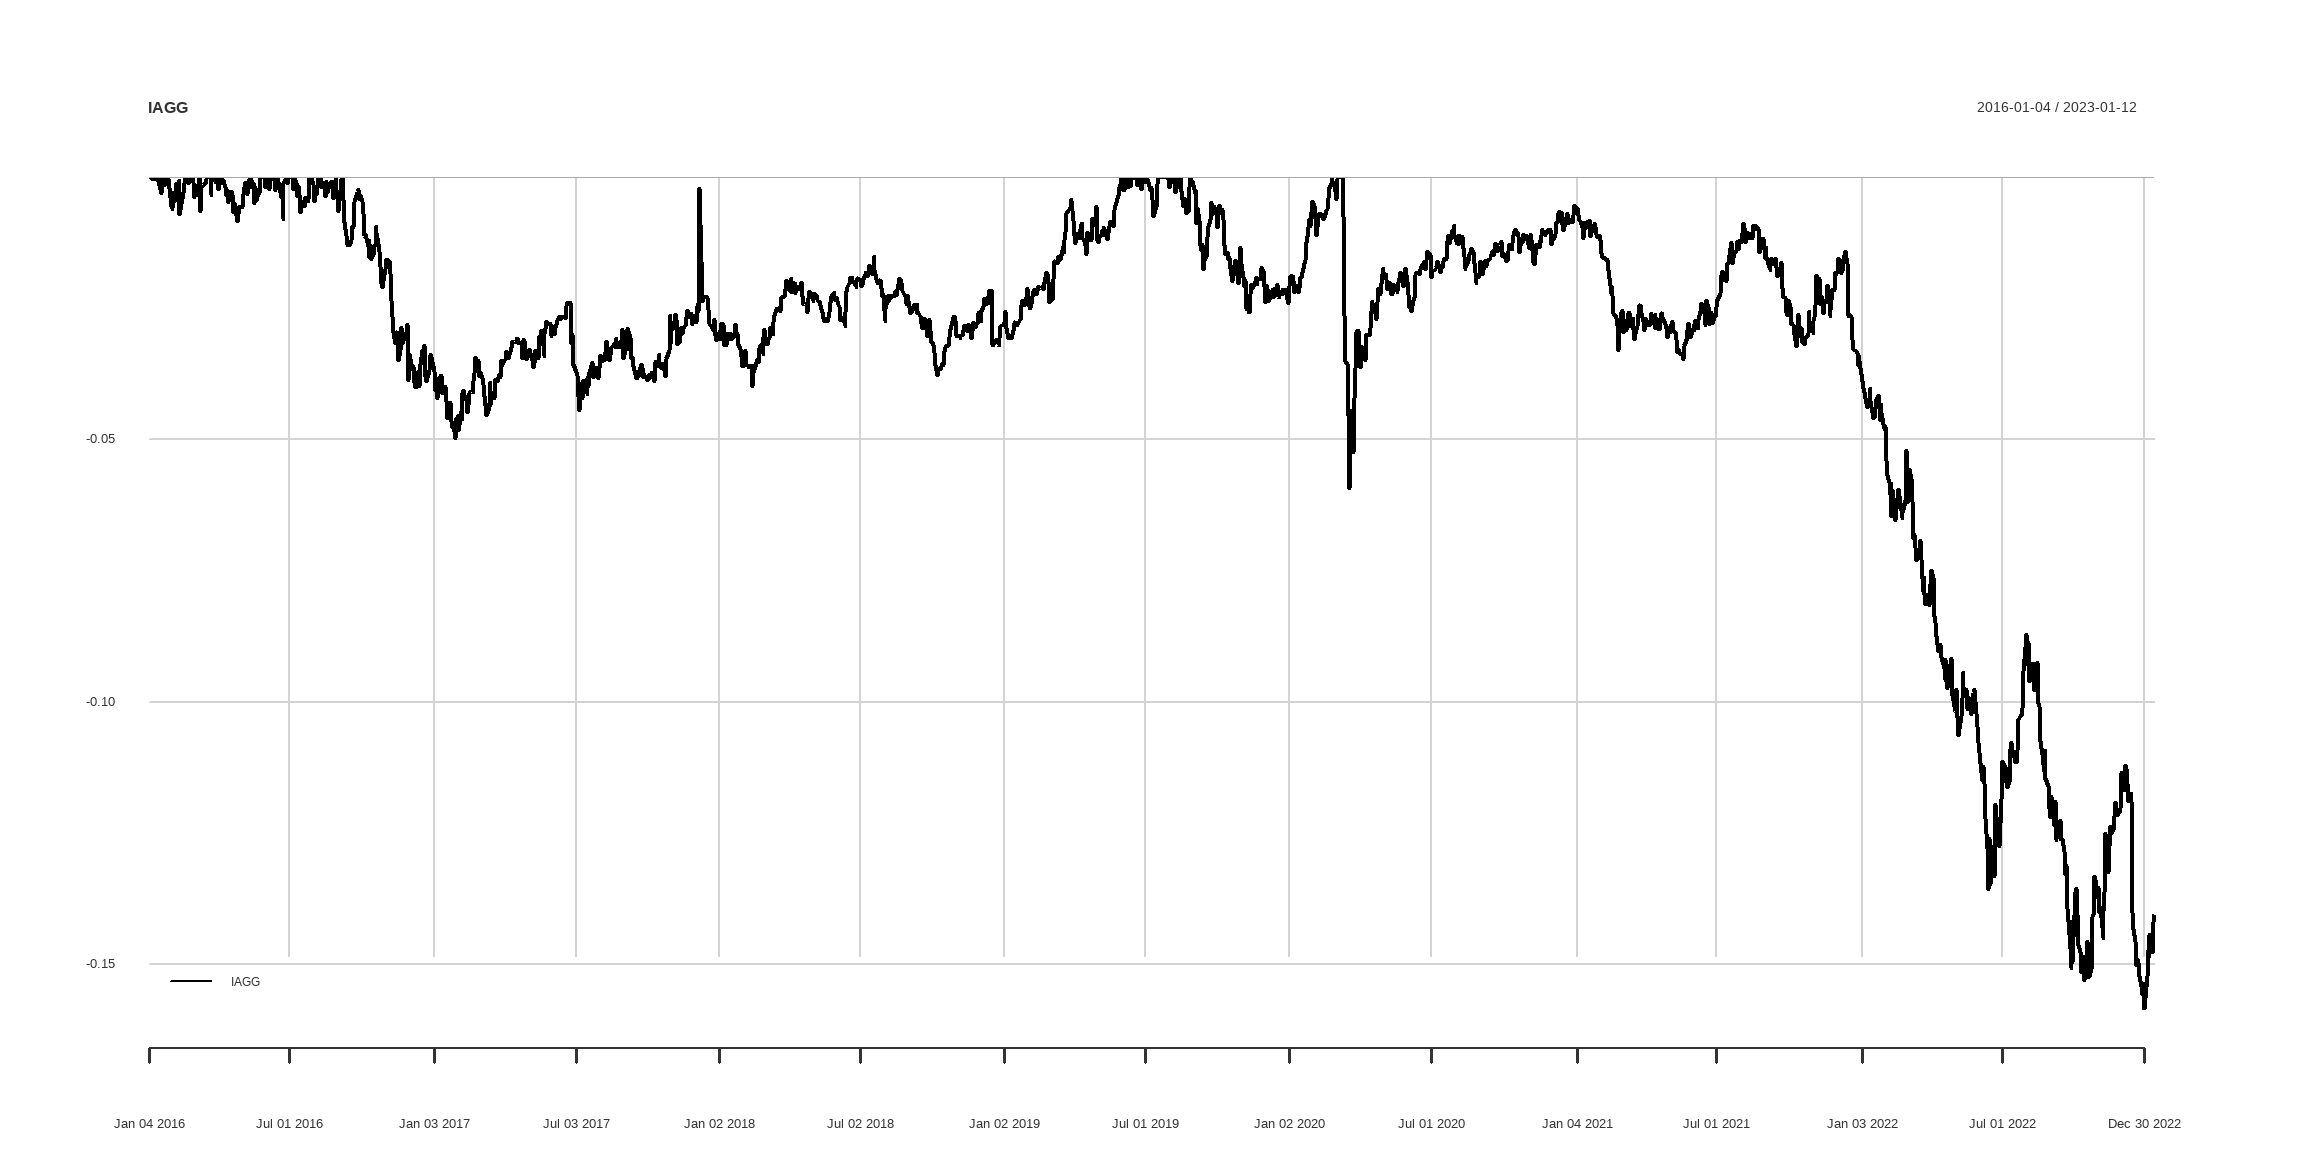 IAGG
2016-01-04 / 2023-01-12
-0.05
-0.10
-0.15
IAGG
Jan 04 2016
Jul 01 2016
Jan 03 2017
Jul 03 2017
Jan 02 2018
Jul 02 2018
Jan 02 2019
Jul 01 2019
Jan 02 2020
Jul 01 2020
Jan 04 2021
Jul 01 2021
Jan 03 2022
Jul 01 2022
Dec 30 2022